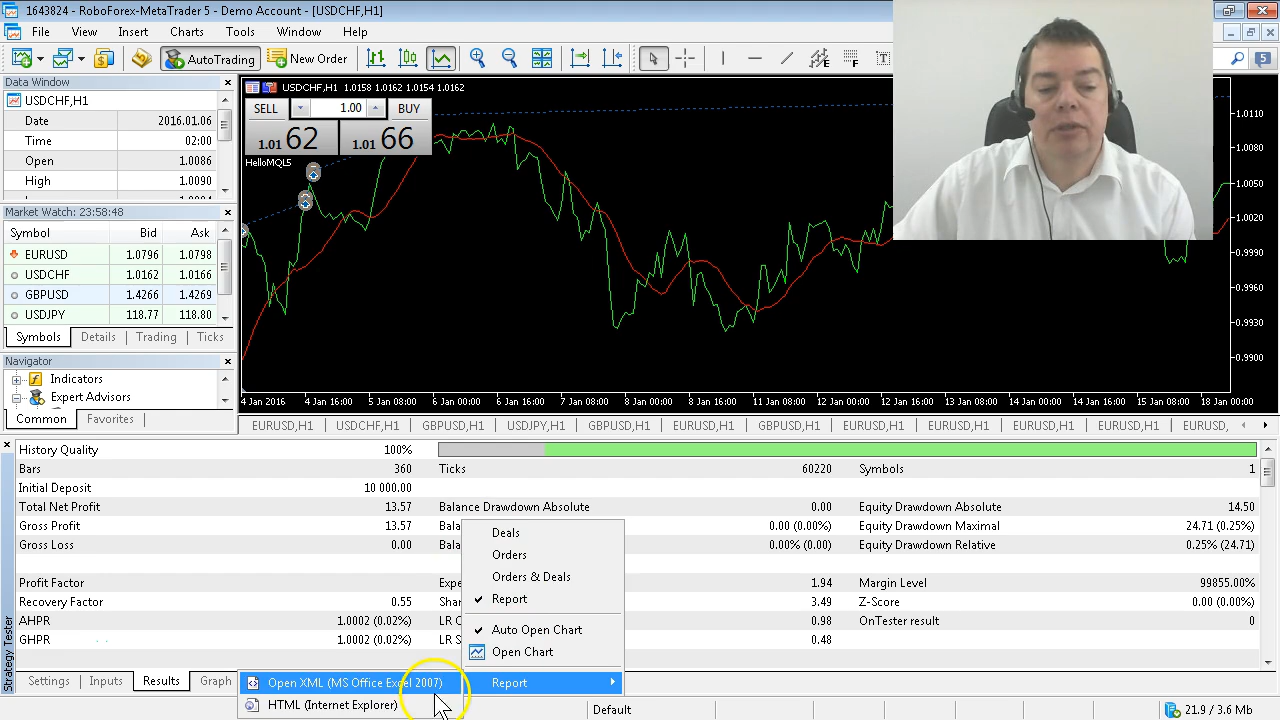 1643824 - RoboForex-MetaTrader 5 - Demo Account - [USDCHF,H1]
File View Insert Charts Tools Window Help
AutoTrading New Order 5
Data Window
USDCHF,H1
Date 2016.01.06
Time 02:00
Open 1.0086
High 1.0090
Market Watch: 23:58:46
Symbol Bid Ask
EURUSD 1.0796 1.0798
USDCHF 1.0162 1.0166
GBPUSD 1.4266 1.4269
USDJPY 118.77 118.80
Symbols Details Trading Ticks
Navigator
Indicators
Expert Advisors
Common Favorites
USDCHF,H1 1.0158 1.0162 1.0154 1.0162
SELL 1.00 BUY
1.01 62 1.01 66
HelloMQL5
1.0110
1.0080
1.0050
1.0020
0.9990
0.9960
0.9930
0.9900
4 Jan 2016 4 Jan 16:00 5 Jan 08:00 6 Jan 00:00 6 Jan 16:00 7 Jan 08:00 8 Jan 00:00 8 Jan 16:00 11 Jan 08:00 12 Jan 00:00 12 Jan 16:00 13 Jan 08:00 14 Jan 00:00 14 Jan 16:00 15 Jan 08:00 18 Jan 00:00
EURUSD,H1 USDCHF,H1 GBPUSD,H1 USDJPY,H1 GBPUSD,H1 EURUSD,H1 GBPUSD,H1 EURUSD,H1 EURUSD,H1 EURUSD,H1 EURUSD,H1 EURUSD,
History Quality 100%
Bars 360 Ticks 60220 Symbols 1
Initial Deposit 10 000.00
Total Net Profit 13.57 Balance Drawdown Absolute 0.00 Equity Drawdown Absolute 14.50
Gross Profit 13.57 Bala 0.00 (0.00%) Equity Drawdown Maximal 24.71 (0.25%)
Gross Loss 0.00 Bala 0.00% (0.00) Equity Drawdown Relative 0.25% (24.71)
Profit Factor Expe 1.94 Margin Level 99855.00%
Recovery Factor 0.55 Shar 3.49 Z-Score 0.00 (0.00%)
AHPR 1.0002 (0.02%) LR C 0.98 OnTester result 0
GHPR 1.0002 (0.02%) LR S 0.48
Deals
Orders
Orders & Deals
Report
Auto Open Chart
Open Chart
Report
Open XML (MS Office Excel 2007)
HTML (Internet Explorer)
Strategy Tester
Settings Inputs Results Graph
Default 21.9 / 3.6 Mb